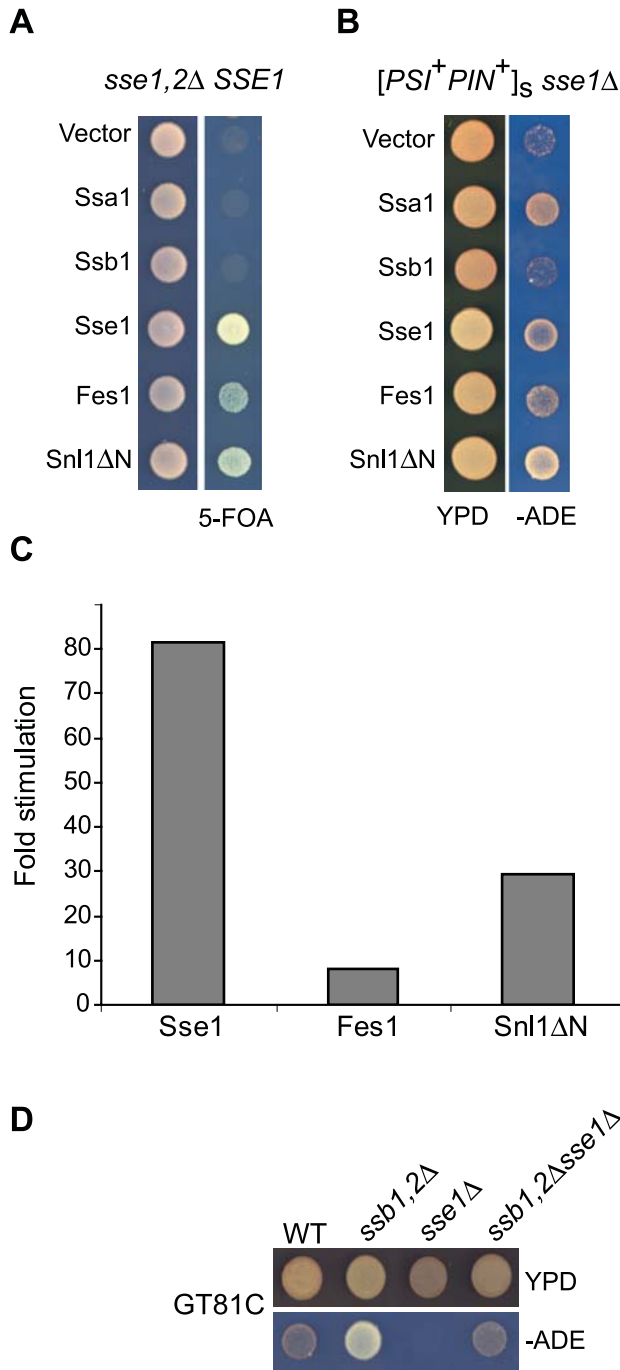 A
sse1,2Δ SSE1
Vector
Ssa1
Ssb1
Sse1
Fes1
Snl1ΔN
5-FOA
B
[PSI+ PIN+]S sse1Δ
Vector
Ssa1
Ssb1
Sse1
Fes1
Snl1ΔN
YPD -ADE
C
Fold stimulation
80
70
60
50
40
30
20
10
0
Sse1 Fes1 Snl1ΔN
D
WT ssb1,2Δ sse1Δ ssb1,2Δsse1Δ
GT81C
YPD
-ADE